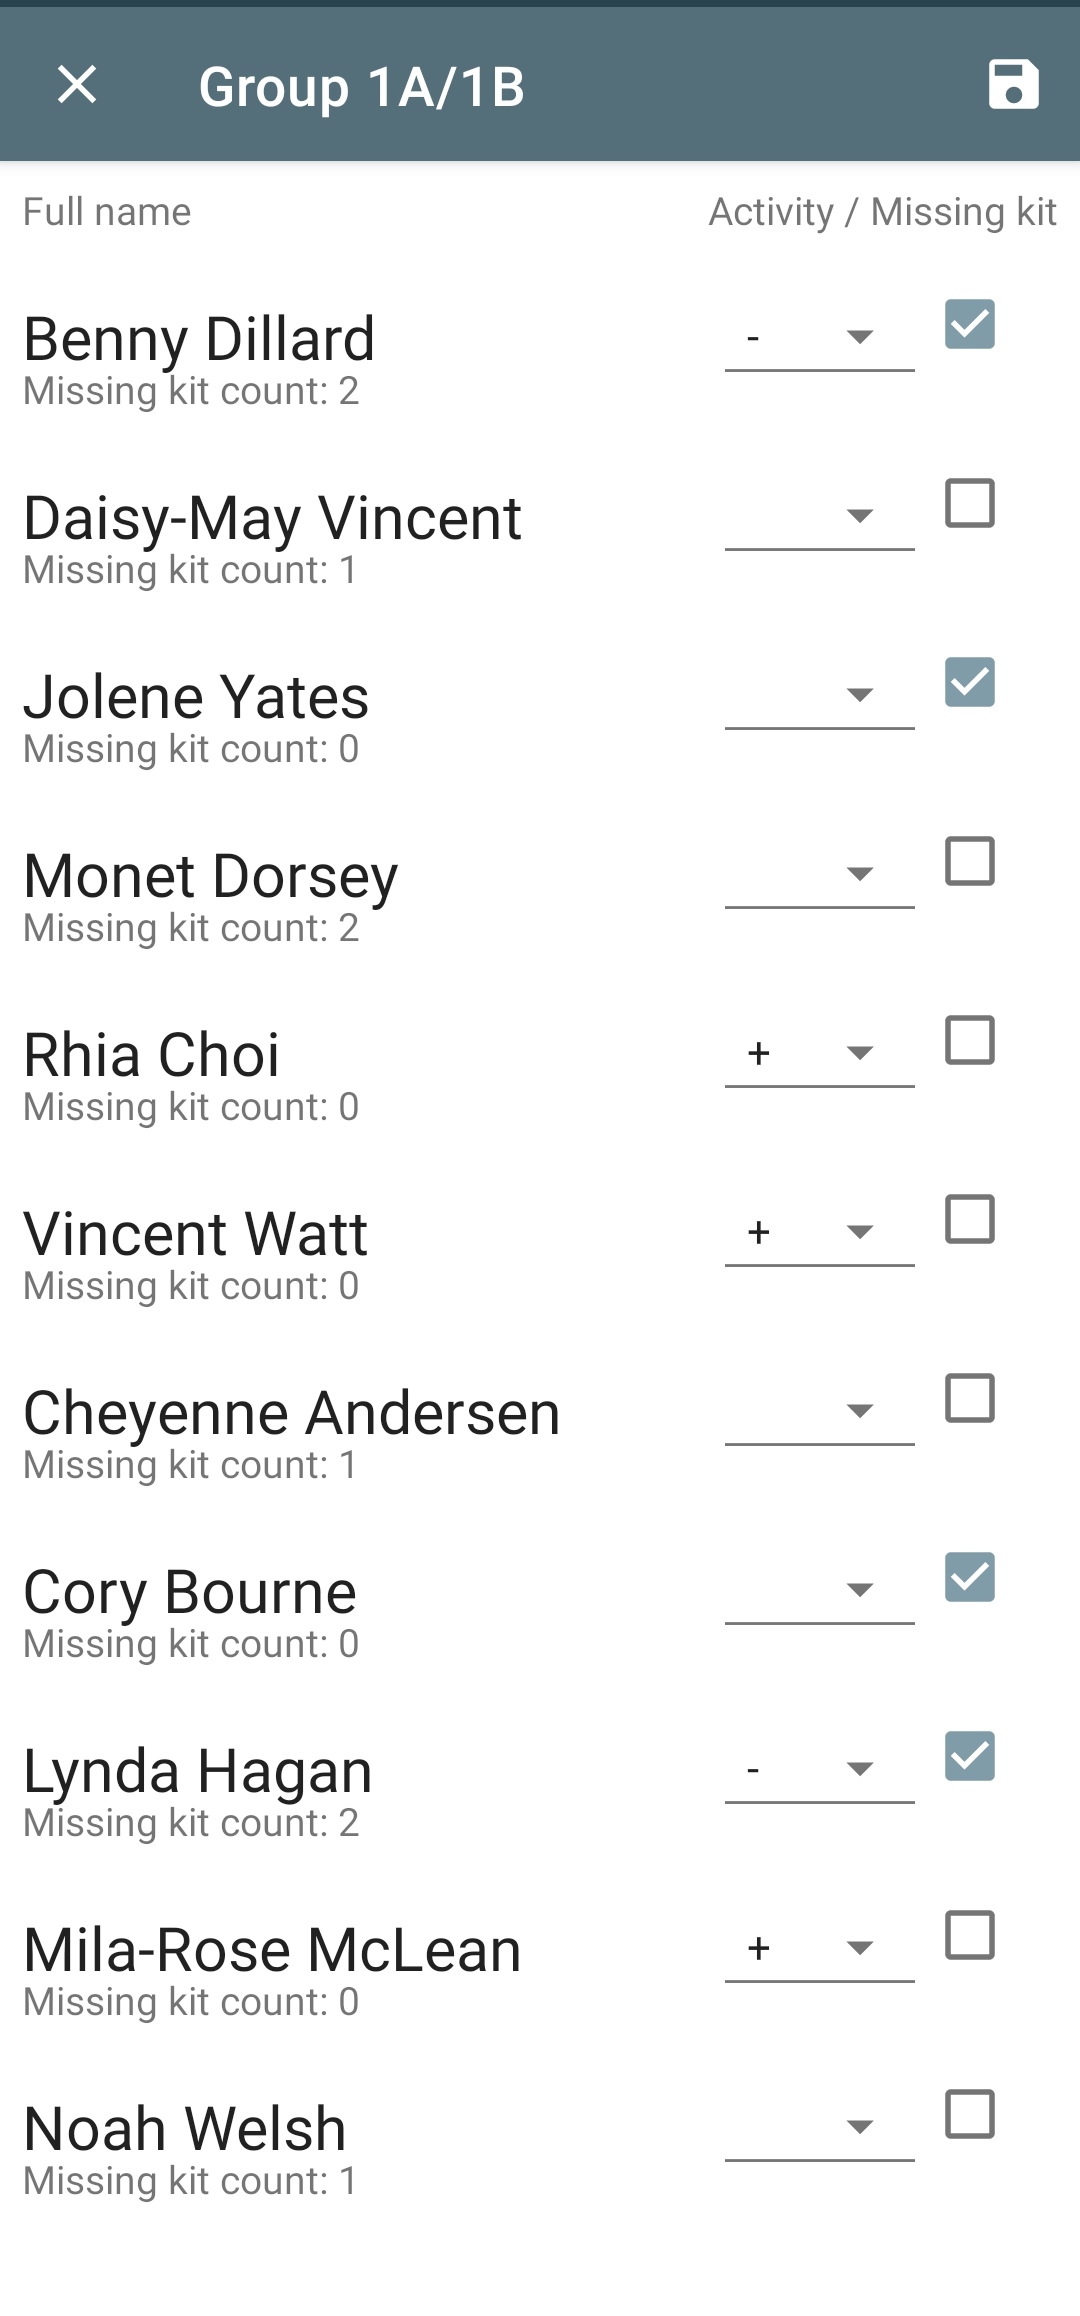 Group 1A/1B
Full name Activity / Missing kit
Benny Dillard -
Missing kit count: 2
Daisy-May Vincent
Missing kit count: 1
Jolene Yates
Missing kit count: 0
Monet Dorsey
Missing kit count: 2
Rhia Choi +
Missing kit count: 0
Vincent Watt +
Missing kit count: 0
Cheyenne Andersen
Missing kit count: 1
Cory Bourne
Missing kit count: 0
Lynda Hagan -
Missing kit count: 2
Mila-Rose McLean +
Missing kit count: 0
Noah Welsh
Missing kit count: 1